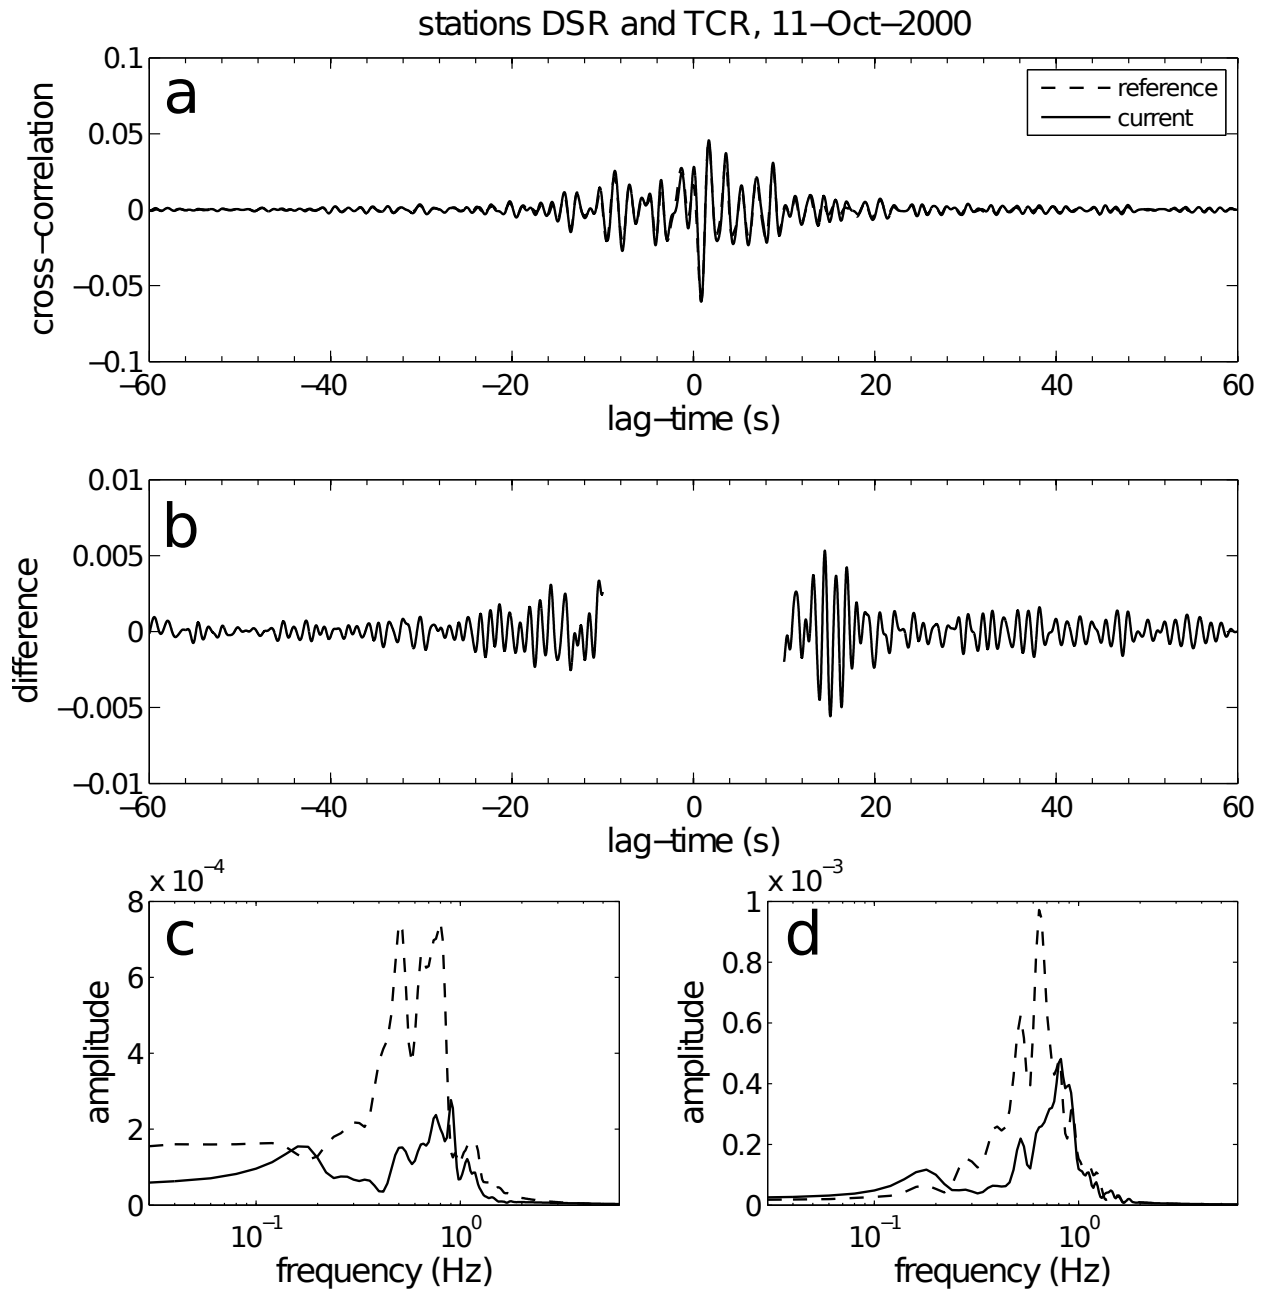 stations DSR and TCR, 11−Oct−2000
a
reference
current
0.1
0.05
0
−0.05
−0.1
cross−correlation
−60 −40 −20 0 20 40 60
lag−time (s)
b
0.01
0.005
0
−0.005
−0.01
difference
−60 −40 −20 0 20 40 60
lag−time (s)
x 10−4
c
8
6
4
2
0
amplitude
10−1 100
frequency (Hz)
x 10−3
d
1
0.8
0.6
0.4
0.2
0
amplitude
10−1 100
frequency (Hz)